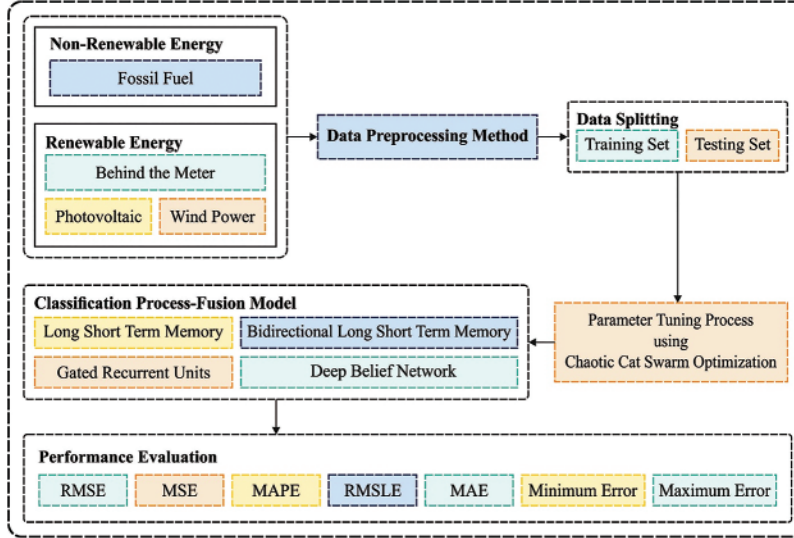 Non-Renewable Energy
Fossil Fuel
Renewable Energy
Behind the Meter
Photovoltaic
Wind Power
Data Preprocessing Method
Data Splitting
Training Set
Testing Set
Parameter Tuning Process
using
Chaotic Cat Swarm Optimization
Classification Process-Fusion Model
Long Short Term Memory
Bidirectional Long Short Term Memory
Gated Recurrent Units
Deep Belief Network
Performance Evaluation
RMSE
MSE
MAPE
RMSLE
MAE
Minimum Error
Maximum Error